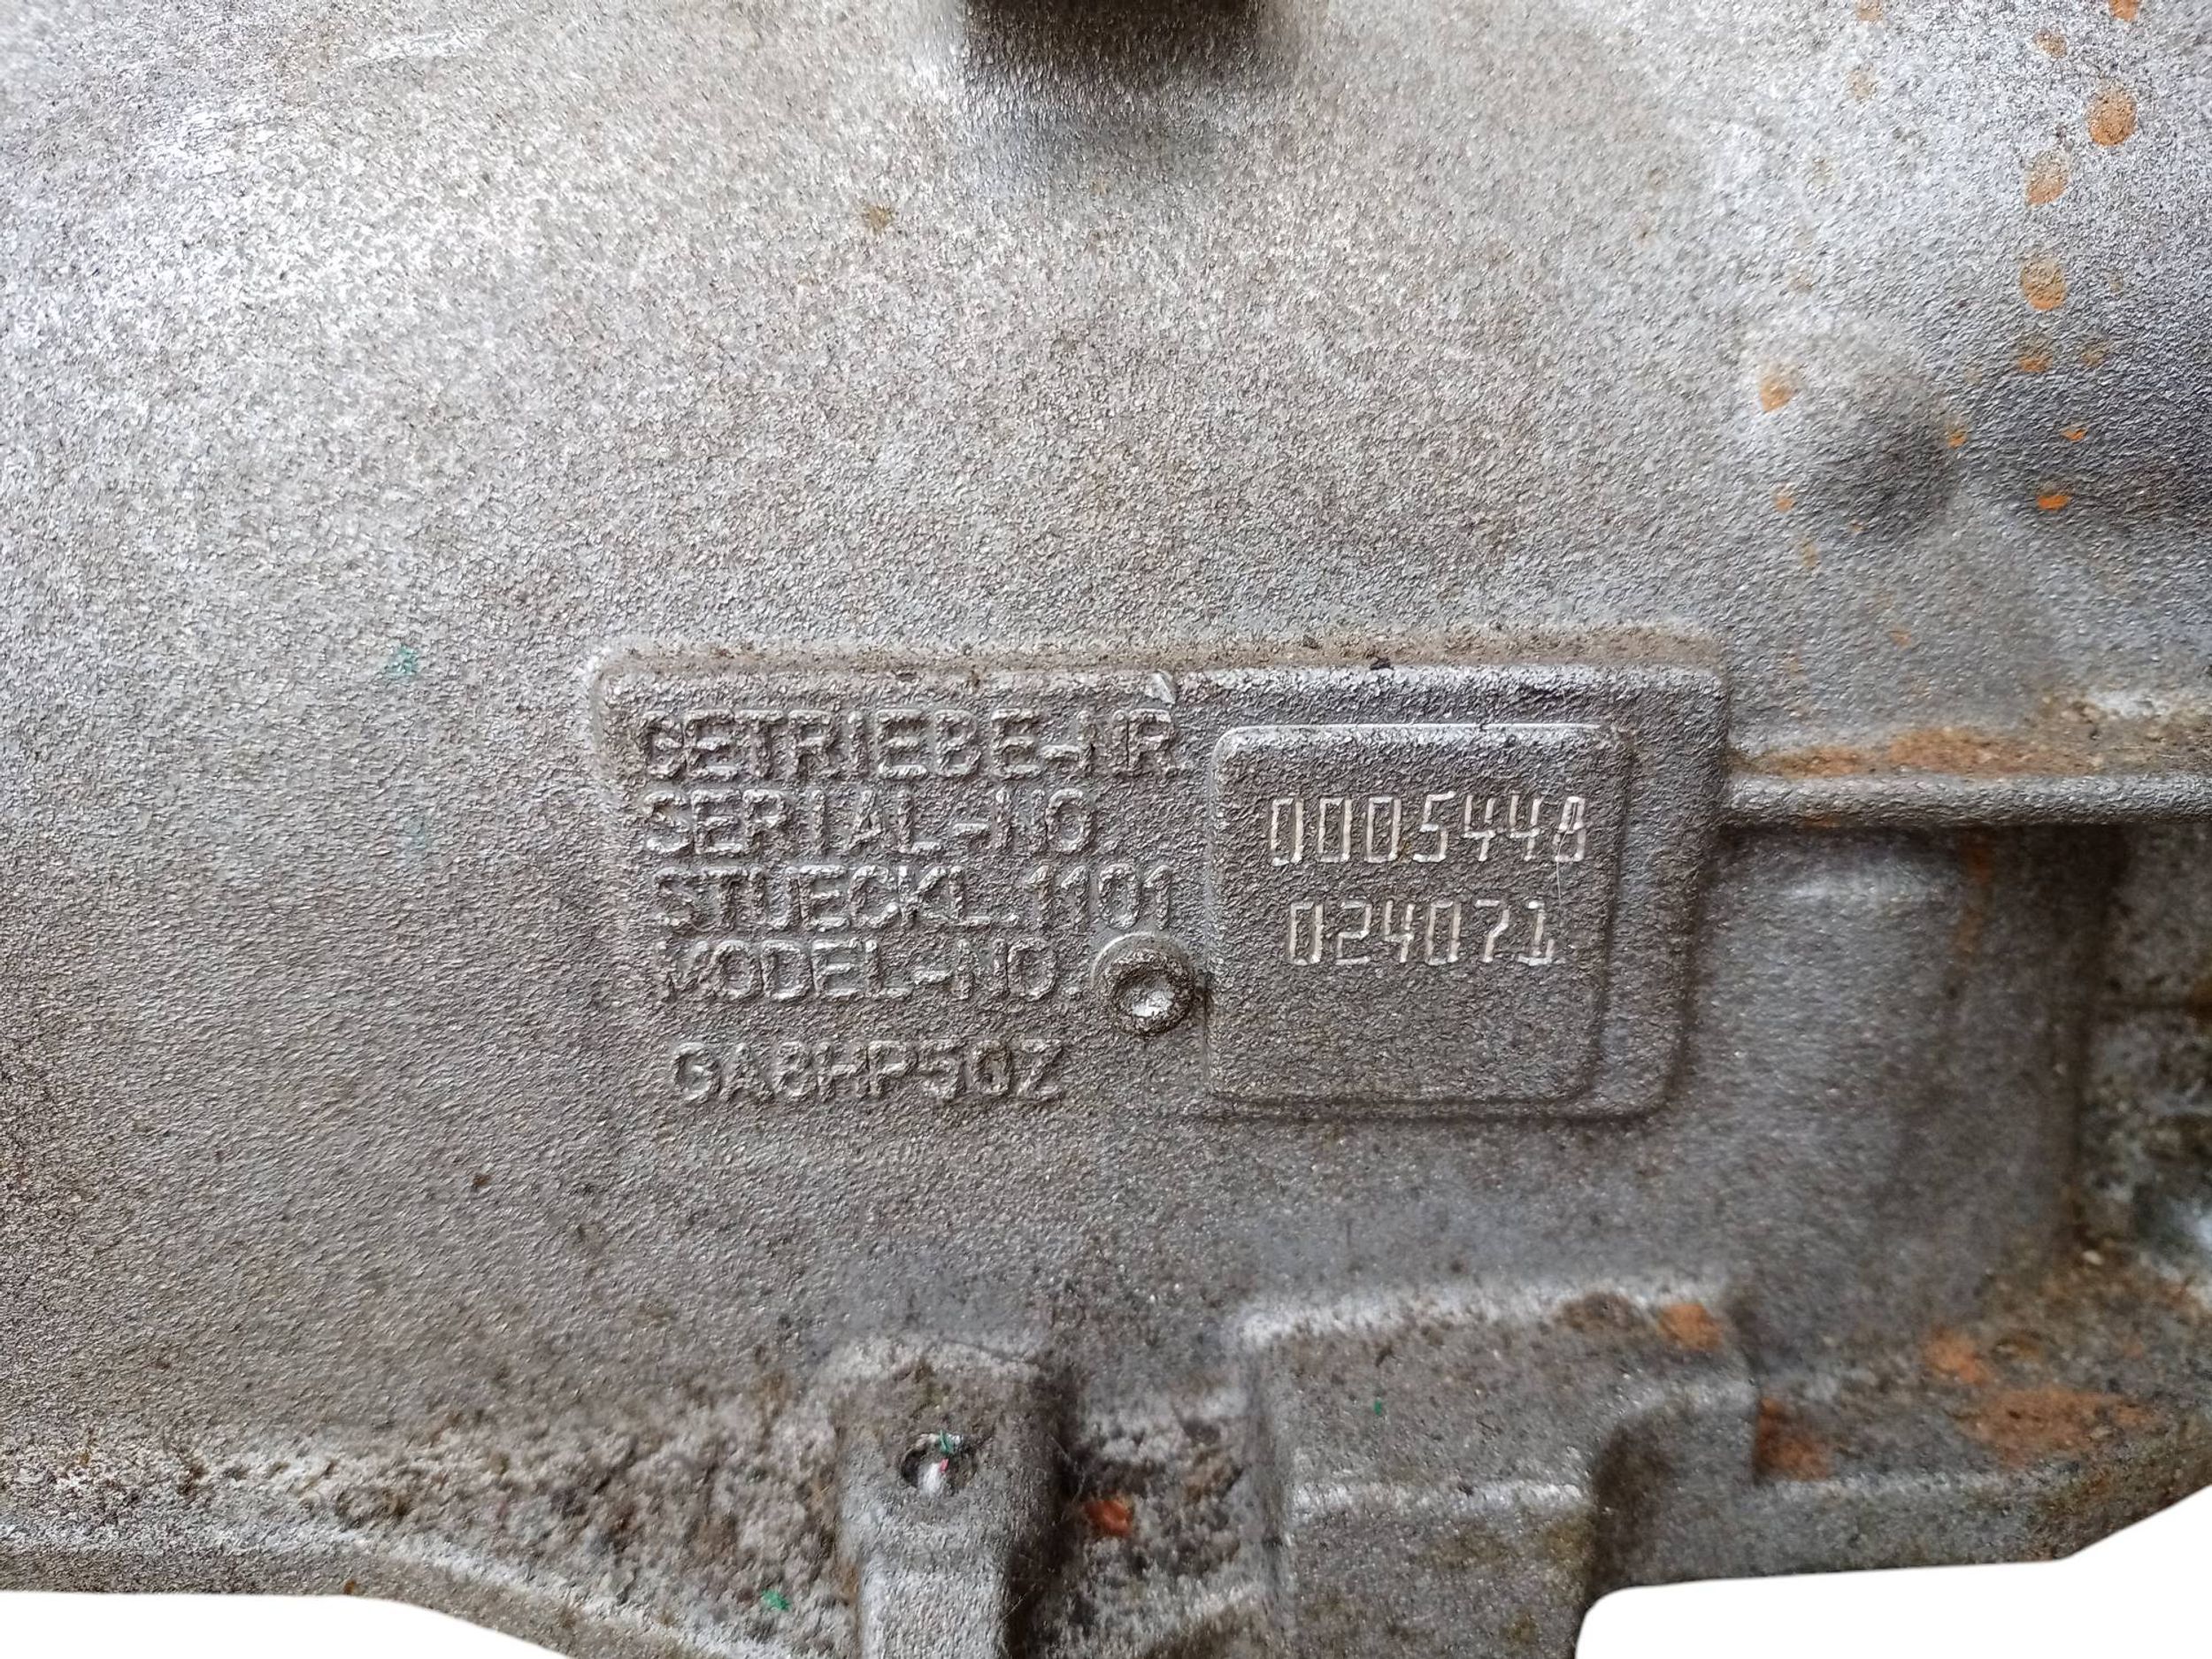 GETRIEBE-NR
SERIAL-NO. 0005448
STUECKL.1101 024071
MODEL-NO.
GA8HP50Z